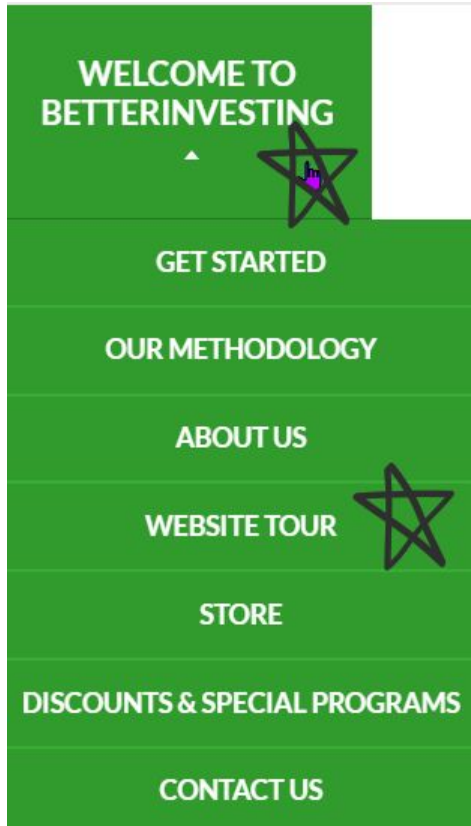 WELCOME TO
BETTERINVESTING
GET STARTED
OUR METHODOLOGY
ABOUT US
WEBSITE TOUR
STORE
DISCOUNTS & SPECIAL PROGRAMS
CONTACT US